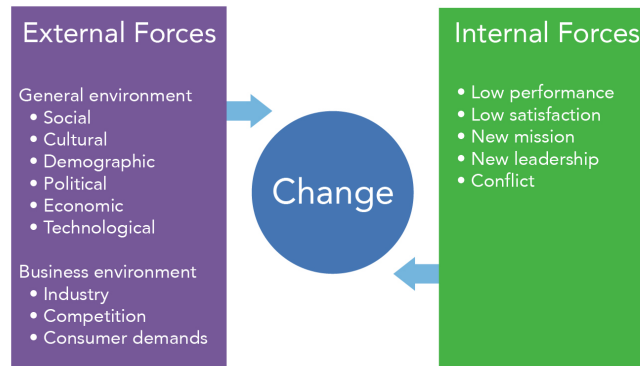 External Forces
General environment
• Social
• Cultural
• Demographic
• Political
• Economic
• Technological
Business environment
• Industry
• Competition
• Consumer demands
Change
Internal Forces
• Low performance
• Low satisfaction
• New mission
• New leadership
• Conflict